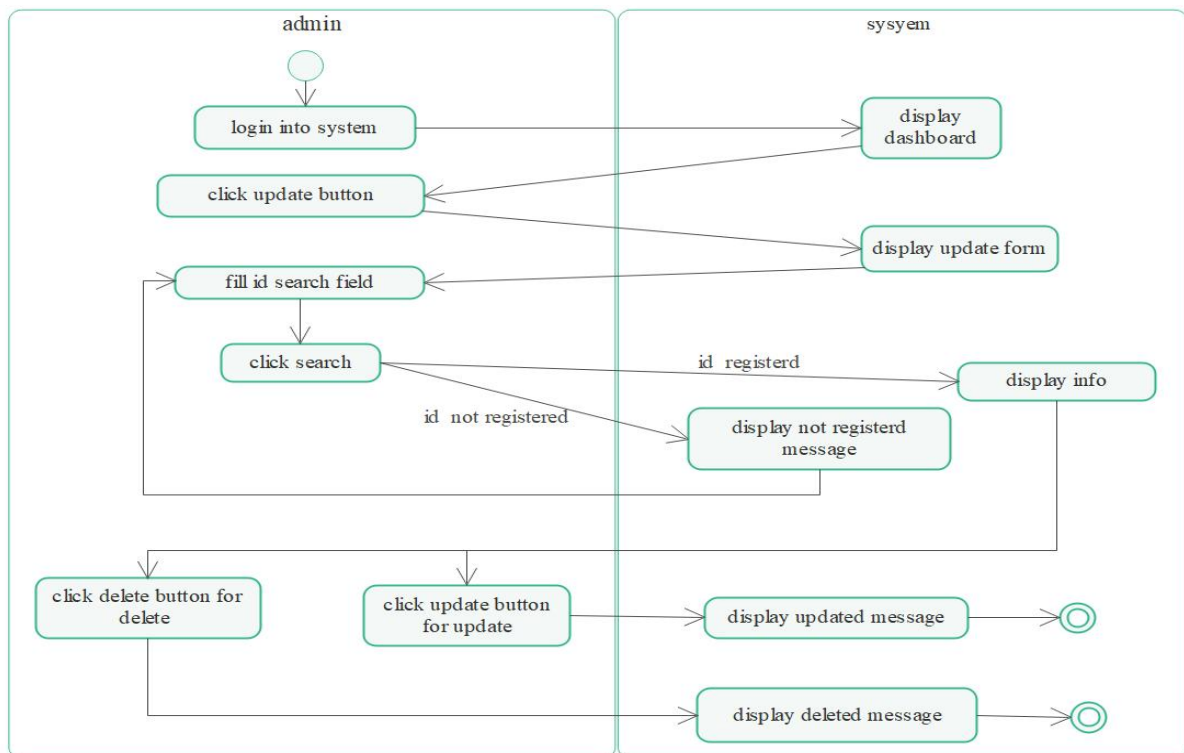 admin
sysyem
login into system
display
dashboard
click update button
display update form
fill id search field
click search
id registerd
display info
id not registered
display not registerd
message
click delete button for
delete
click update button
for update
display updated message
display deleted message